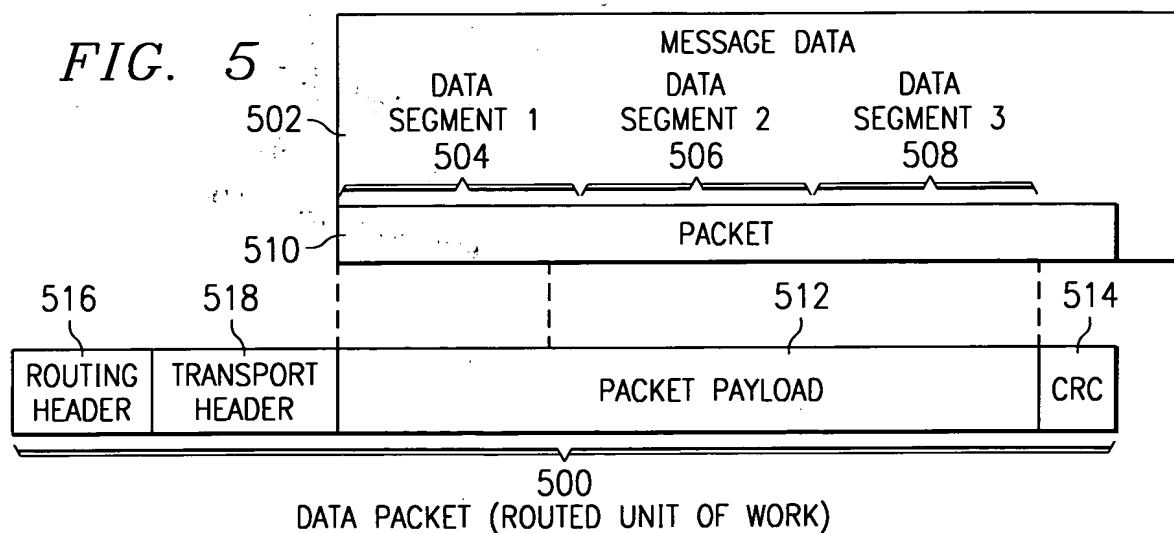 FIG. 5
MESSAGE DATA
DATA SEGMENT 1
DATA SEGMENT 2
DATA SEGMENT 3
502
504
506
508
510
PACKET
516
518
512
514
ROUTING HEADER
TRANSPORT HEADER
PACKET PAYLOAD
CRC
500
DATA PACKET (ROUTED UNIT OF WORK)